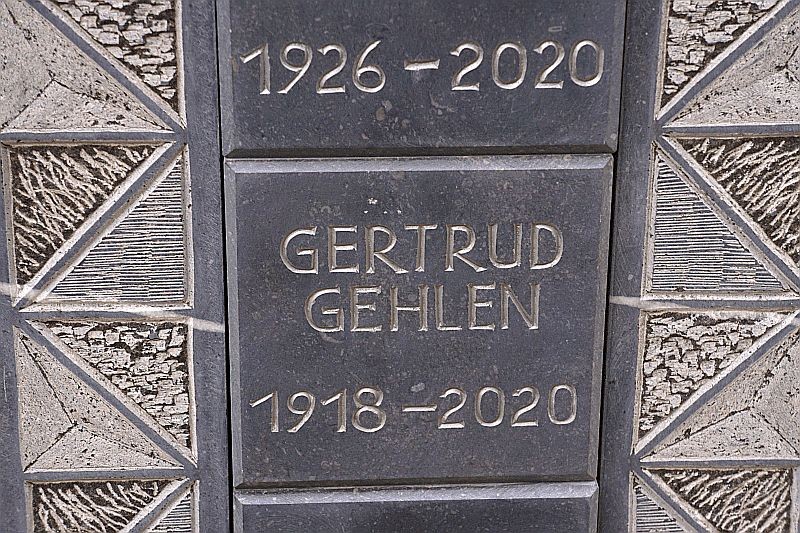 1926 – 2020
GERTRUD
GEHLEN
1918 – 2020